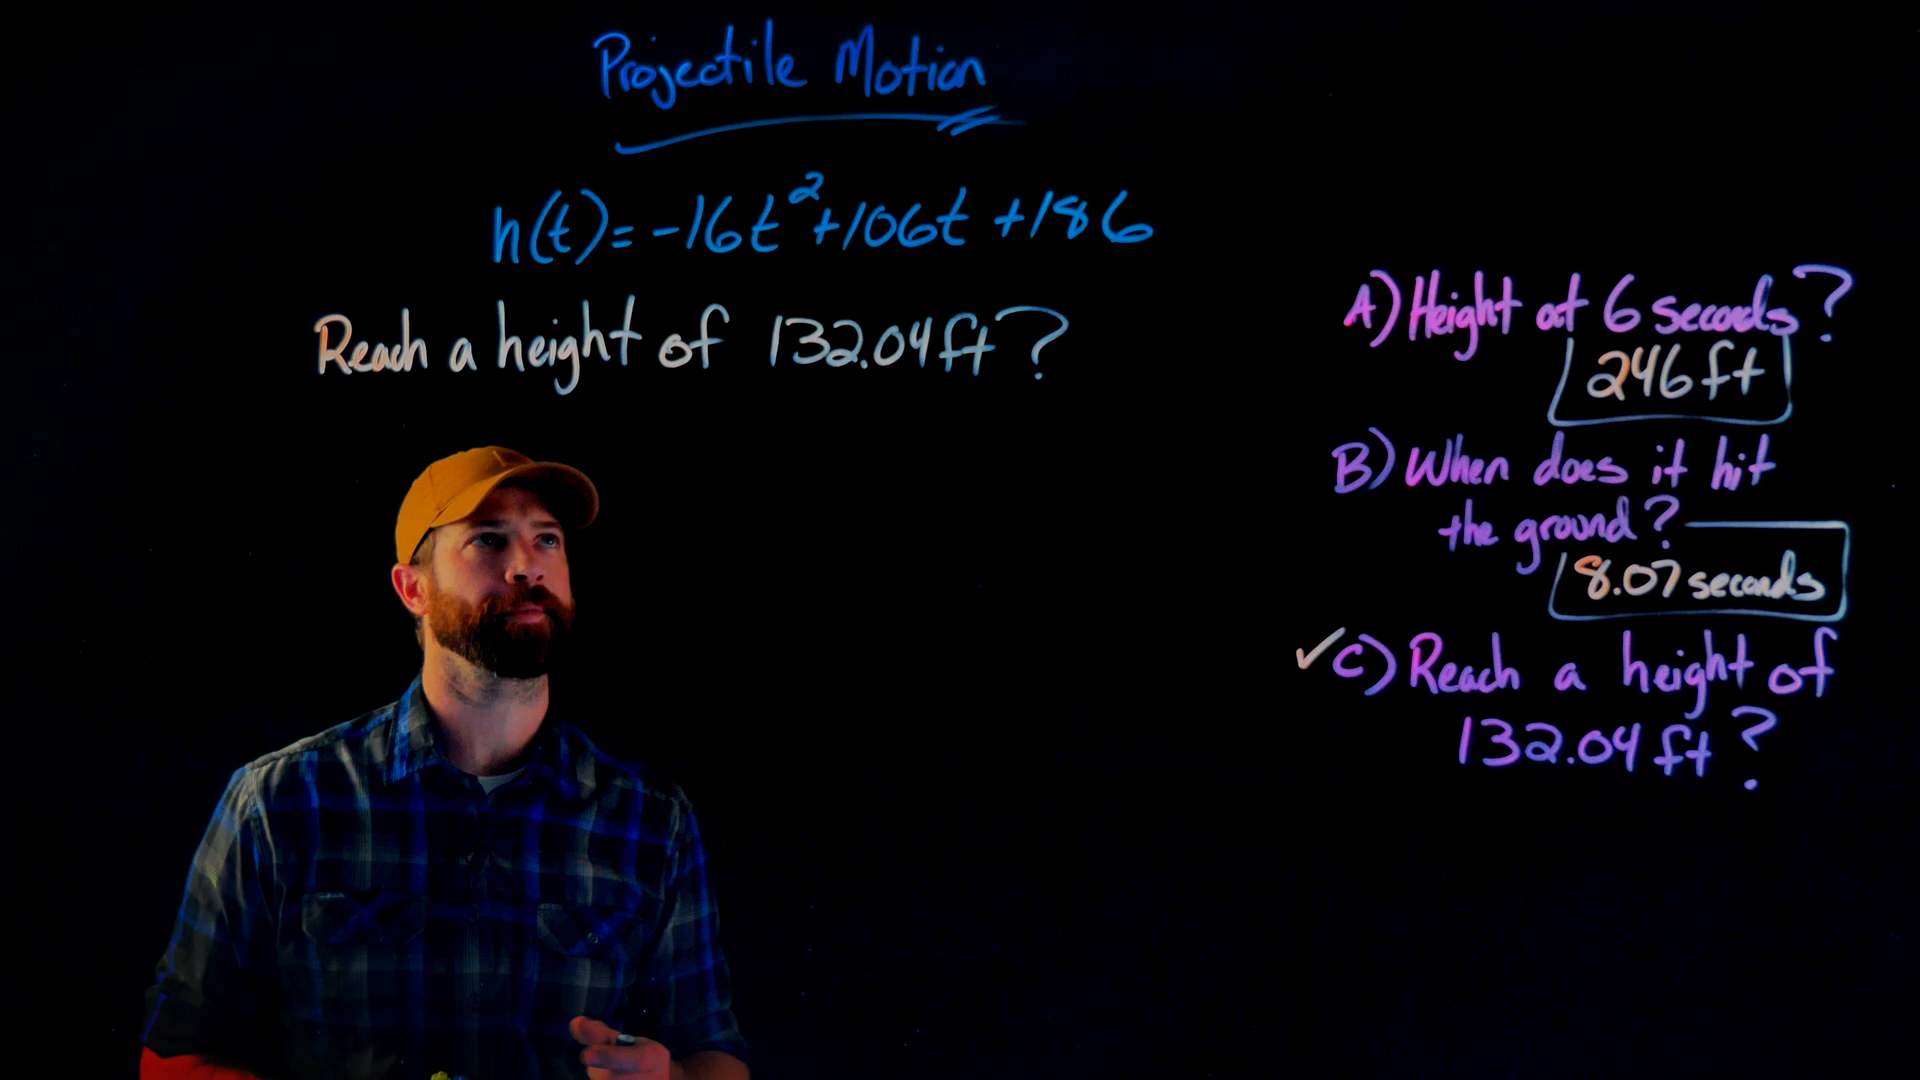 Projectile Motion
h(t)=-16t²+106t+186
Reach a height of 132.04ft?
A) Height at 6 seconds?
246ft
B) When does it hit
the ground?
8.07 seconds
✓ C) Reach a height of
132.04 ft?